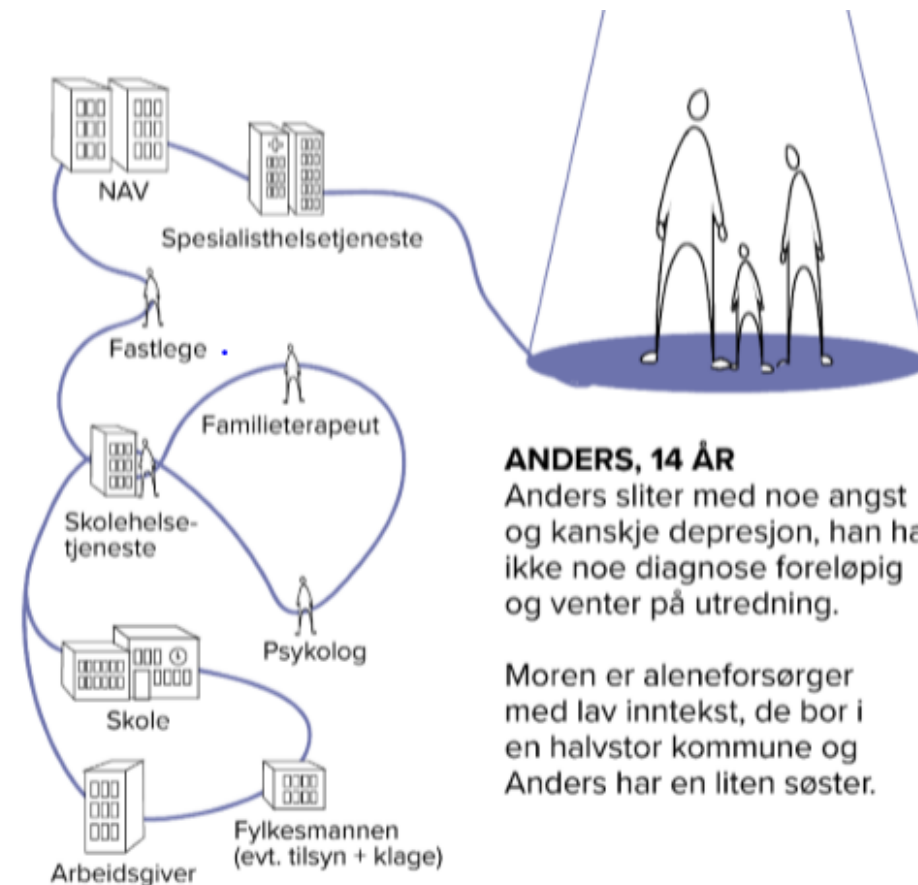 NAV
Spesialisthelsetjeneste
Fastlege
Familieterapeut
Skolehelse-
tjeneste
Psykolog
Skole
Fylkesmannen
(evt. tilsyn + klage)
Arbeidsgiver
ANDERS, 14 ÅR
Anders sliter med noe angst
og kanskje depresjon, han ha
ikke noe diagnose foreløpig
og venter på utredning.
Moren er aleneforsørger
med lav inntekst, de bor i
en halvstor kommune og
Anders har en liten søster.